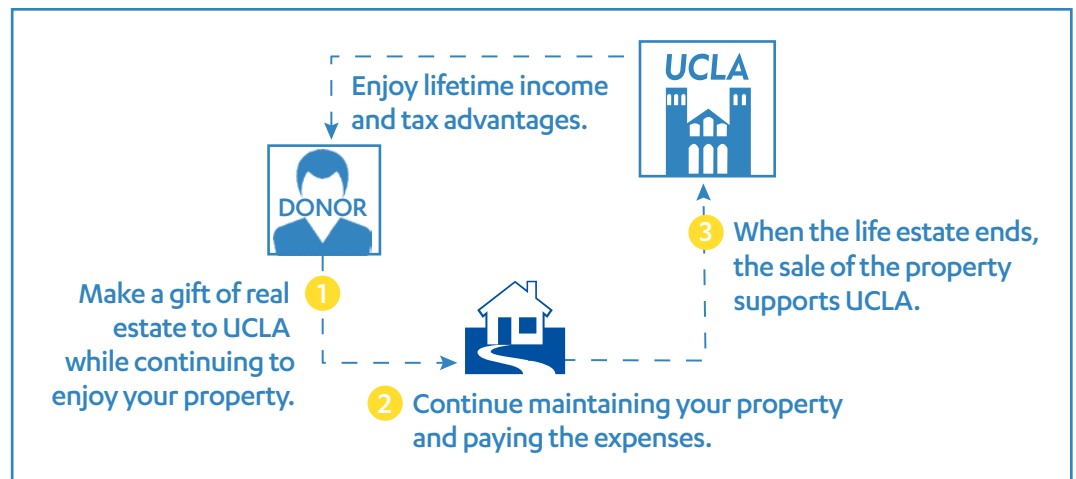 UCLA
Enjoy lifetime income
and tax advantages.
DONOR
1
Make a gift of real
estate to UCLA
while continuing to
enjoy your property.
2
Continue maintaining your property
and paying the expenses.
3
When the life estate ends,
the sale of the property
supports UCLA.